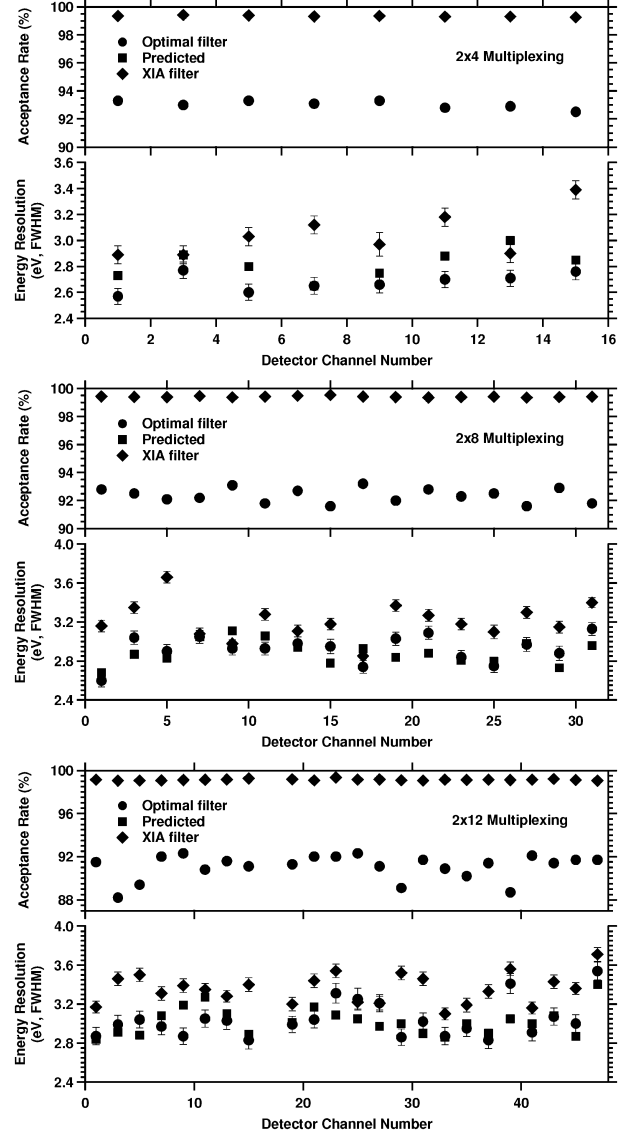 100
98
96
94
92
90
Acceptance Rate (%)
Optimal filter
Predicted
XIA filter
2x4 Multiplexing
3.6
3.4
3.2
3.0
2.8
2.6
2.4
Energy Resolution
(eV, FWHM)
0 2 4 6 8 10 12 14 16
Detector Channel Number
100
98
96
94
92
90
Acceptance Rate (%)
Optimal filter
Predicted
XIA filter
2x8 Multiplexing
4.0
3.6
3.2
2.8
2.4
Energy Resolution
(eV, FWHM)
0 5 10 15 20 25 30
Detector Channel Number
100
96
92
88
Acceptance Rate (%)
Optimal filter
Predicted
XIA filter
2x12 Multiplexing
4.0
3.6
3.2
2.8
2.4
Energy Resolution
(eV, FWHM)
0 10 20 30 40
Detector Channel Number